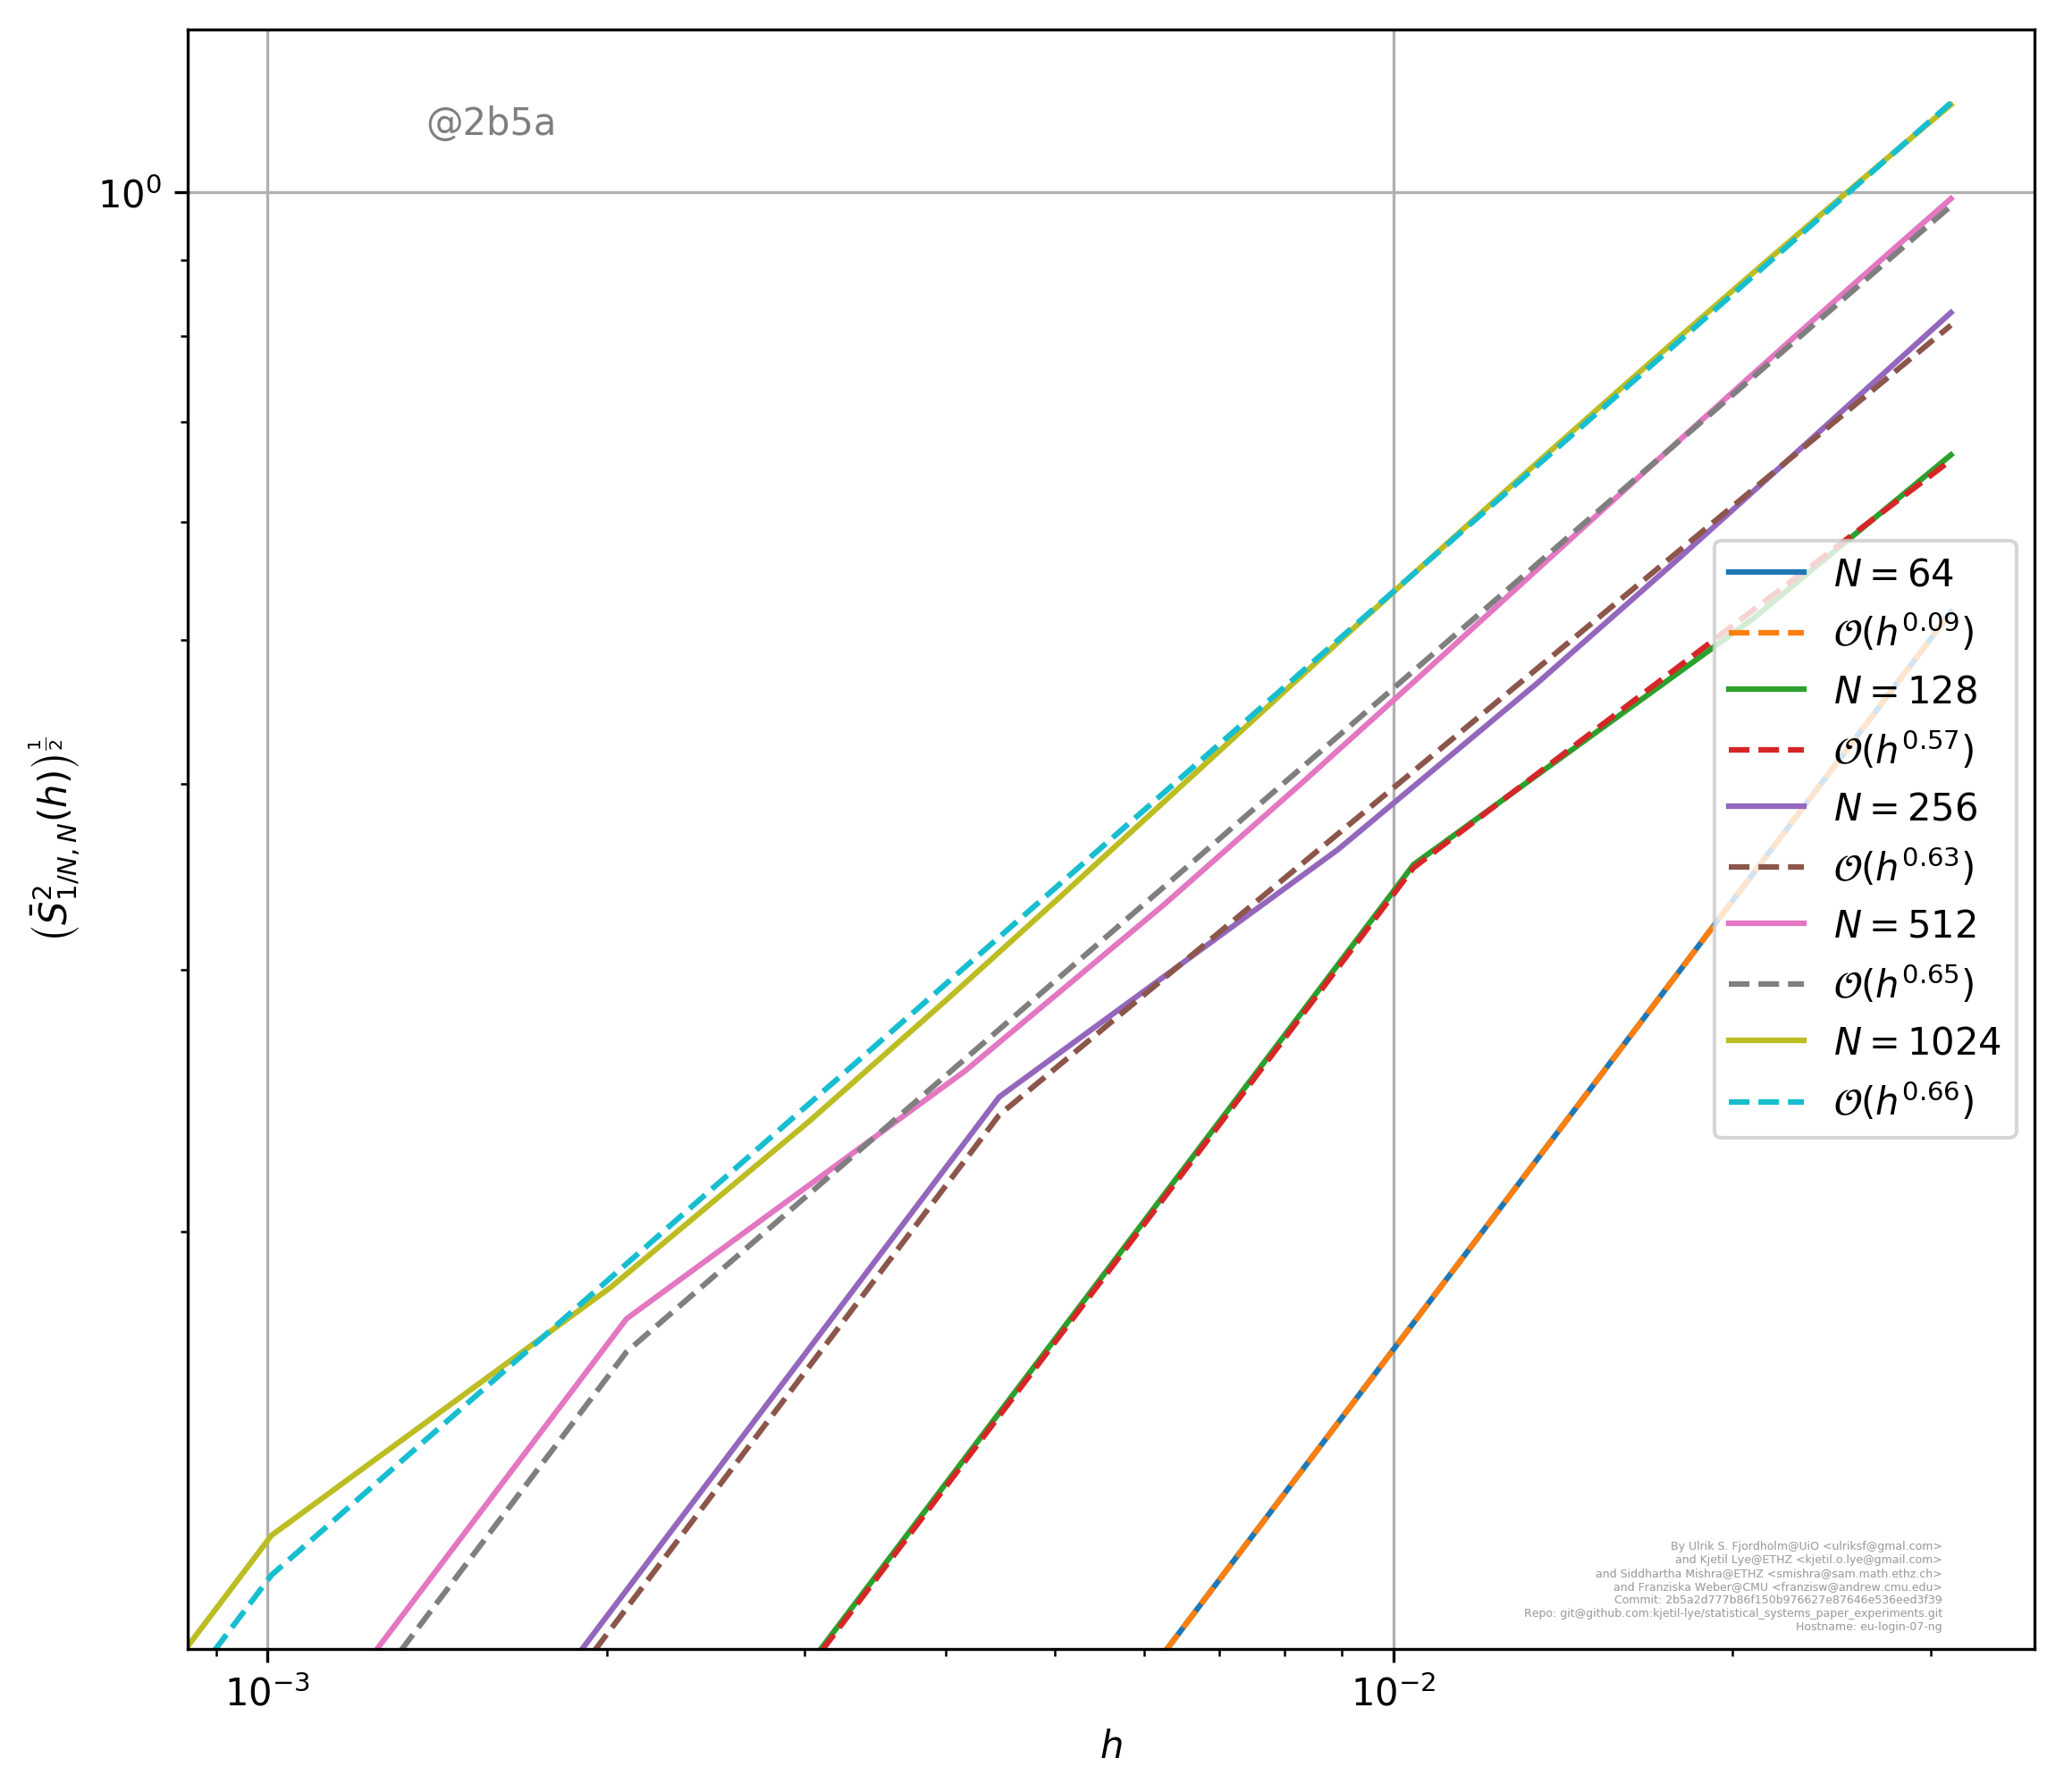 @2b5a
10⁰
(S̄²_{1/N,N}(h))^{1/2}
N = 64
𝒪(h^{0.09})
N = 128
𝒪(h^{0.57})
N = 256
𝒪(h^{0.63})
N = 512
𝒪(h^{0.65})
N = 1024
𝒪(h^{0.66})
By Ulrik S. Fjordholm@UiO <ulriksf@gmal.com>
and Kjetil Lye@ETHZ <kjetil.o.lye@gmail.com>
and Siddhartha Mishra@ETHZ <smishra@sam.math.ethz.ch>
and Franziska Weber@CMU <franzisw@andrew.cmu.edu>
Commit: 2b5a2d777b86f150b976627e87646e536eed3f39
Repo: git@github.com:kjetil-lye/statistical_systems_paper_experiments.git
Hostname: eu-login-07-ng
10⁻³
10⁻²
h